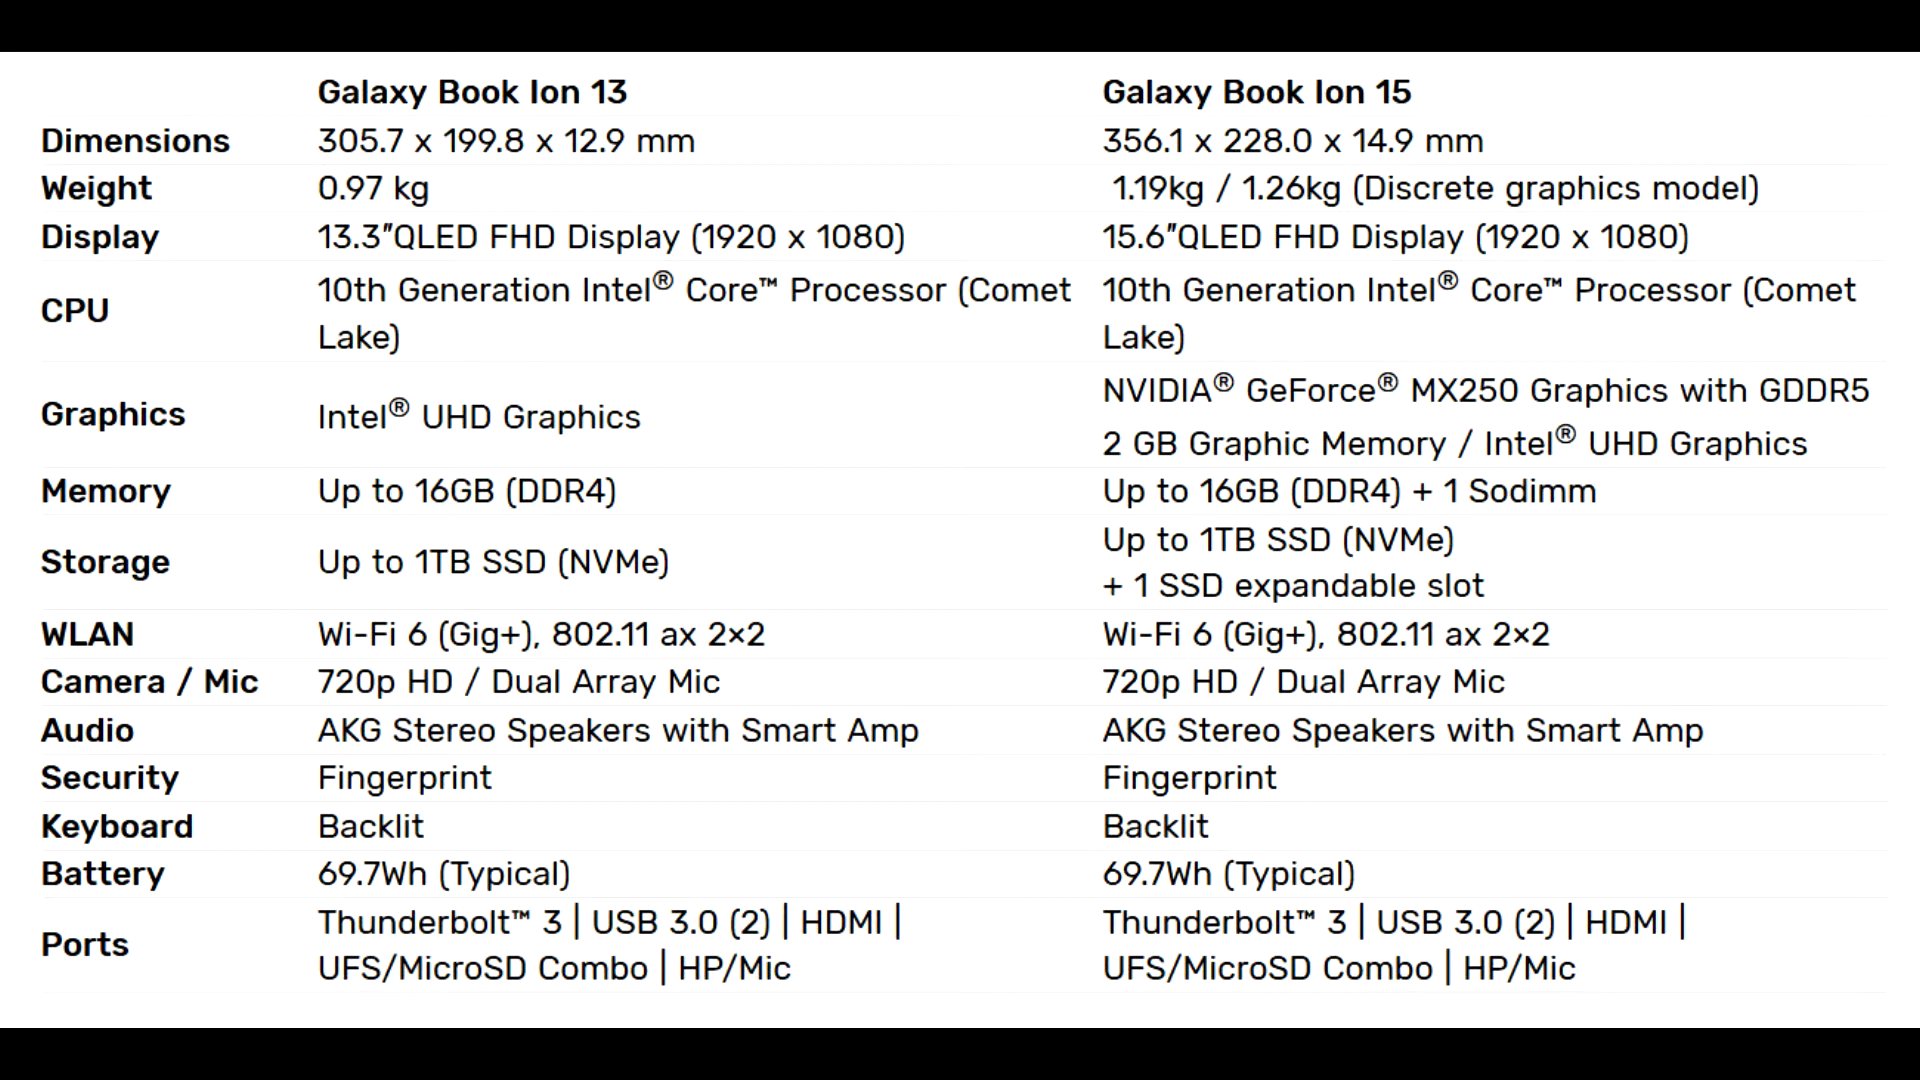 Galaxy Book Ion 13 Galaxy Book Ion 15
Dimensions 305.7 x 199.8 x 12.9 mm 356.1 x 228.0 x 14.9 mm
Weight 0.97 kg 1.19kg / 1.26kg (Discrete graphics model)
Display 13.3″QLED FHD Display (1920 x 1080) 15.6″QLED FHD Display (1920 x 1080)
CPU 10th Generation Intel® Core™ Processor (Comet
Lake)
10th Generation Intel® Core™ Processor (Comet
Lake)
Graphics Intel® UHD Graphics
NVIDIA® GeForce® MX250 Graphics with GDDR5
2 GB Graphic Memory / Intel® UHD Graphics
Memory Up to 16GB (DDR4) Up to 16GB (DDR4) + 1 Sodimm
Storage Up to 1TB SSD (NVMe)
Up to 1TB SSD (NVMe)
+ 1 SSD expandable slot
WLAN Wi-Fi 6 (Gig+), 802.11 ax 2×2 Wi-Fi 6 (Gig+), 802.11 ax 2×2
Camera / Mic 720p HD / Dual Array Mic 720p HD / Dual Array Mic
Audio AKG Stereo Speakers with Smart Amp AKG Stereo Speakers with Smart Amp
Security Fingerprint Fingerprint
Keyboard Backlit Backlit
Battery 69.7Wh (Typical) 69.7Wh (Typical)
Ports Thunderbolt™ 3 | USB 3.0 (2) | HDMI |
UFS/MicroSD Combo | HP/Mic
Thunderbolt™ 3 | USB 3.0 (2) | HDMI |
UFS/MicroSD Combo | HP/Mic